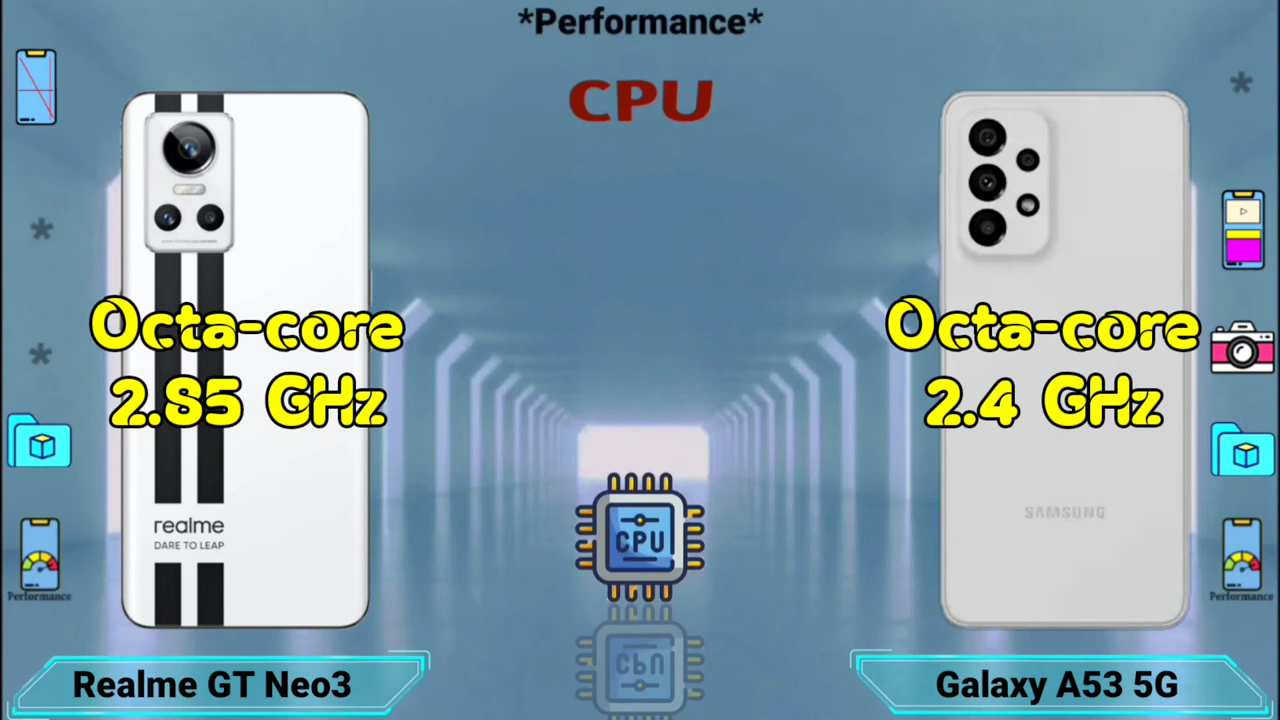 *Performance*
CPU
Octa-core
2.85 GHz
Octa-core
2.4 GHz
realme
DARE TO LEAP
SAMSUNG
CPU
Performance
Performance
Realme GT Neo3
Galaxy A53 5G